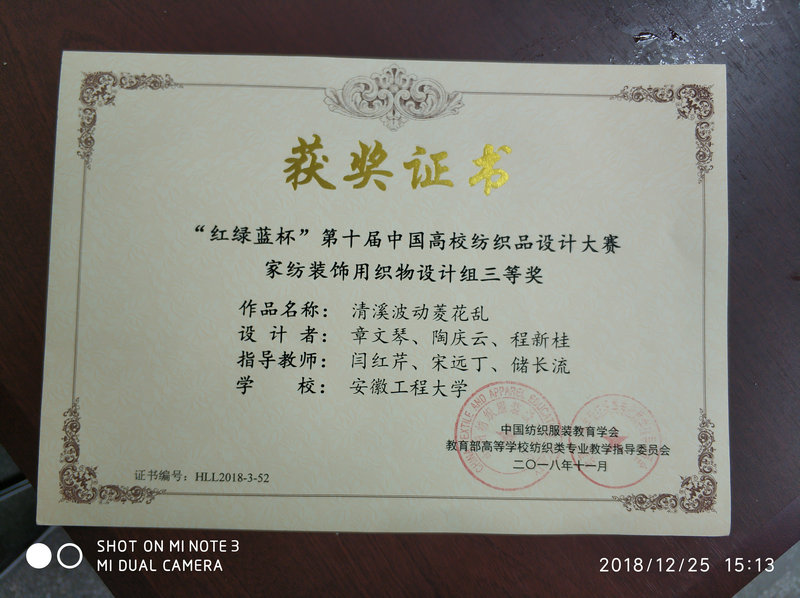 获奖证书
“红绿蓝杯”第十届中国高校纺织品设计大赛
家纺装饰用织物设计组三等奖
作品名称：清溪波动菱花乱
设计者：章文琴、陶庆云、程新桂
指导教师：闫红芹、宋远丁、储长流
学 校：安徽工程大学
中国纺织服装教育学会
教育部高等学校纺织类专业教学指导委员会
二〇一八年十一月
证书编号：HLL2018-3-52
SHOT ON MI NOTE 3
MI DUAL CAMERA
2018/12/25 15:13